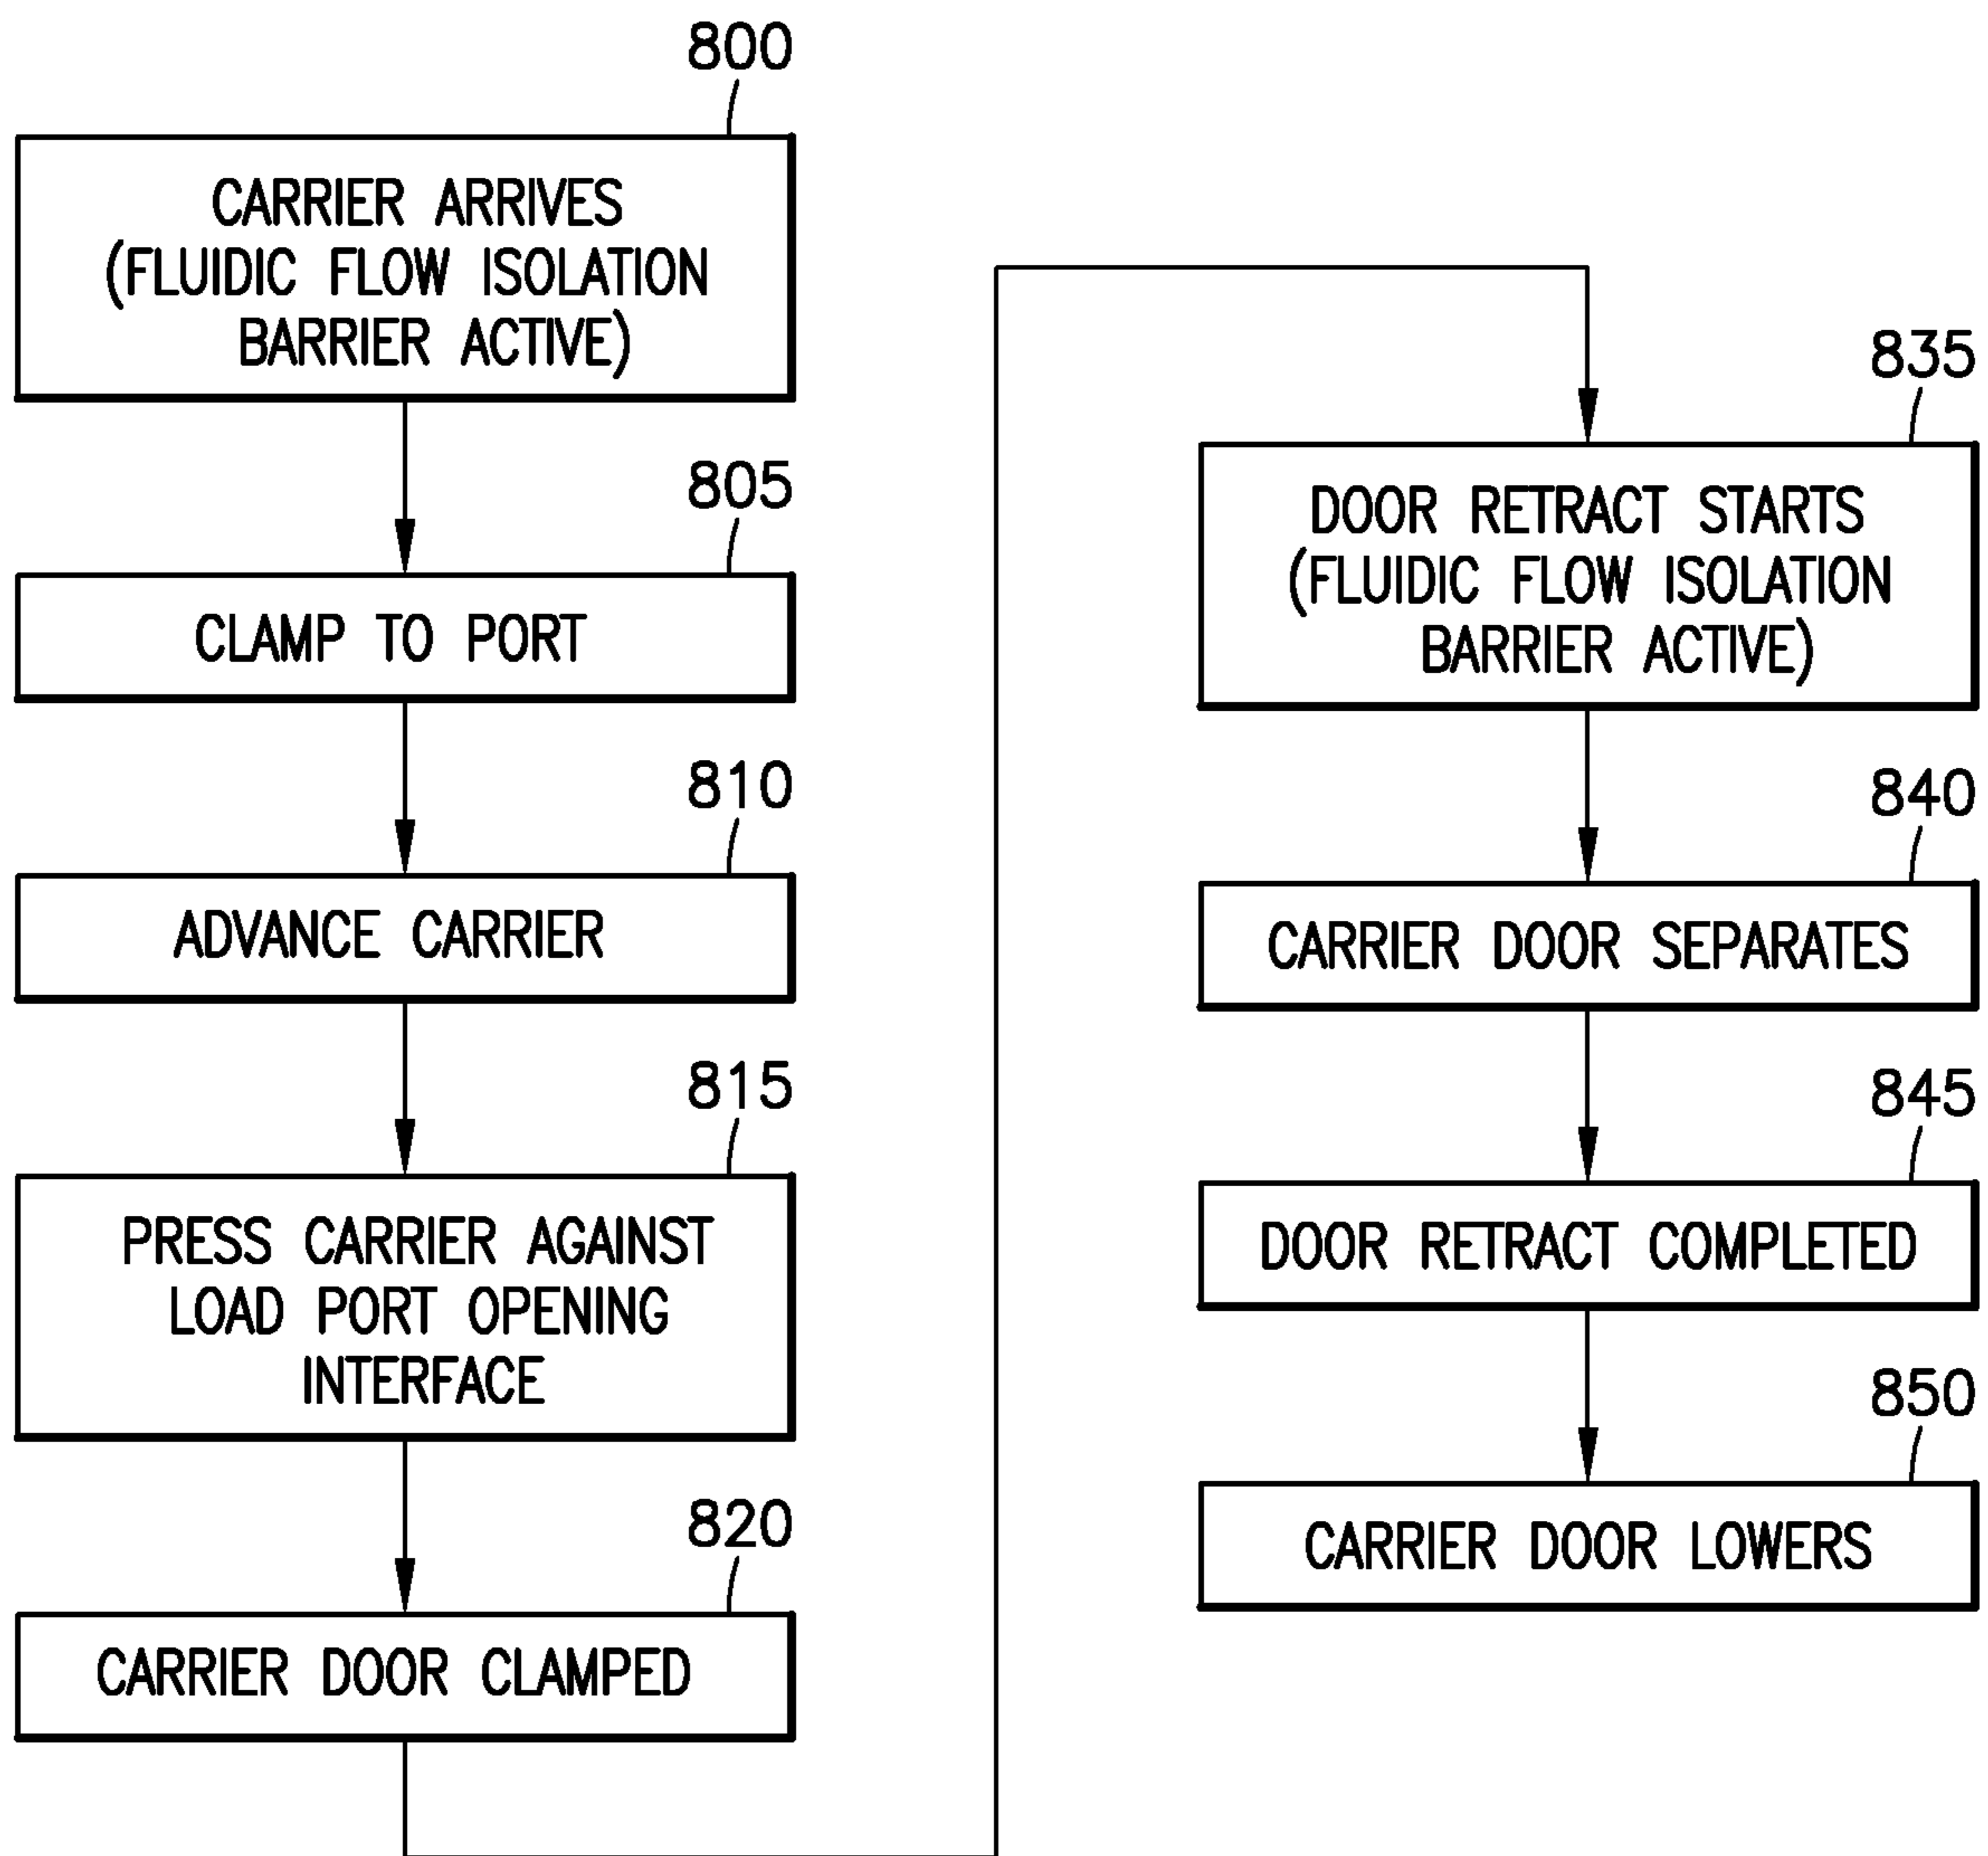 800
CARRIER ARRIVES
(FLUIDIC FLOW ISOLATION
BARRIER ACTIVE)
805
CLAMP TO PORT
810
ADVANCE CARRIER
815
PRESS CARRIER AGAINST
LOAD PORT OPENING
INTERFACE
820
CARRIER DOOR CLAMPED
835
DOOR RETRACT STARTS
(FLUIDIC FLOW ISOLATION
BARRIER ACTIVE)
840
CARRIER DOOR SEPARATES
845
DOOR RETRACT COMPLETED
850
CARRIER DOOR LOWERS